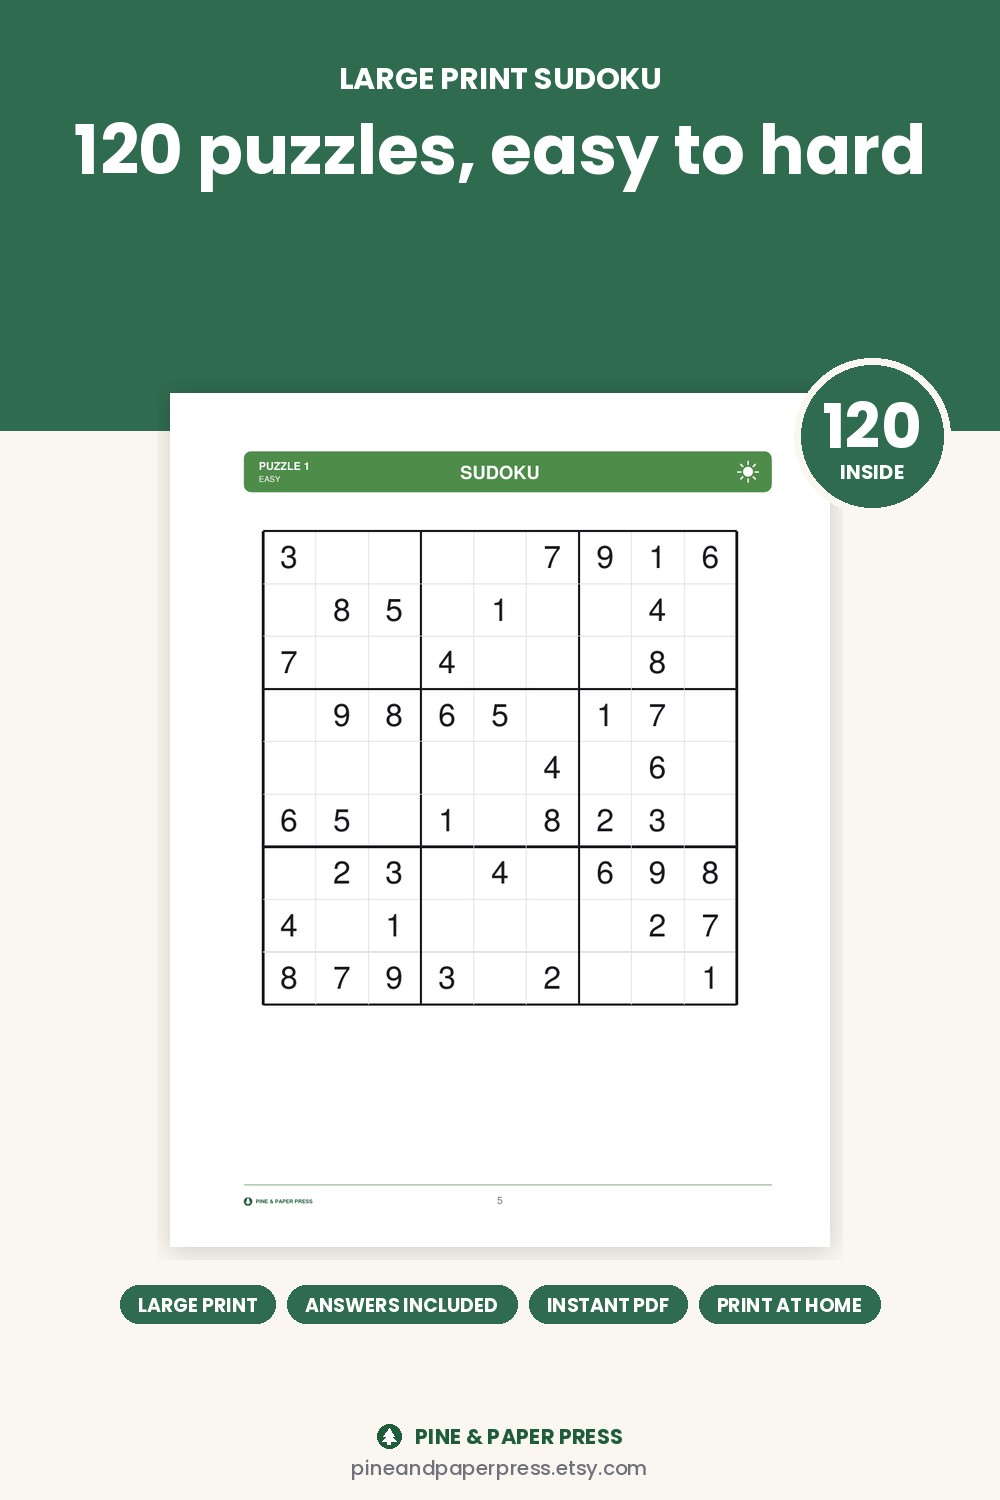 LARGE PRINT SUDOKU
120 puzzles, easy to hard
120
INSIDE
PUZZLE 1
EASY
SUDOKU
3 7 9 1 6
8 5 1 4
7 4 8
9 8 6 5 1 7
4 6
6 5 1 8 2 3
2 3 4 6 9 8
4 1 2 7
8 7 9 3 2 1
PINE & PAPER PRESS
5
LARGE PRINT
ANSWERS INCLUDED
INSTANT PDF
PRINT AT HOME
PINE & PAPER PRESS
pineandpaperpress.etsy.com